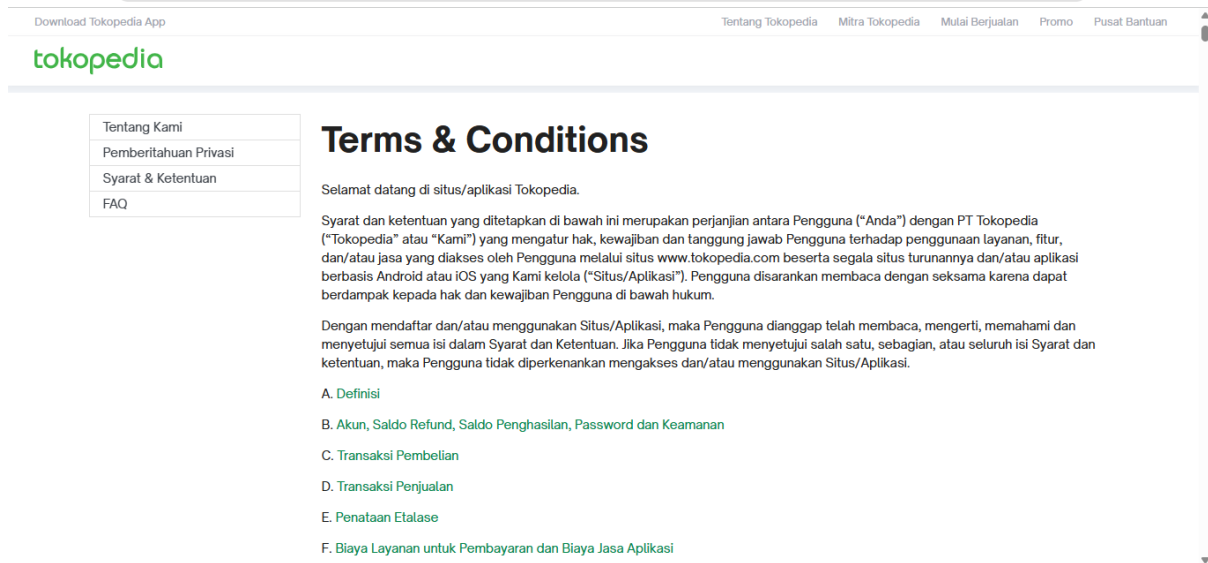 Download Tokopedia App
Tentang Tokopedia Mitra Tokopedia Mulai Berjualan Promo Pusat Bantuan
tokopedia
Tentang Kami
Pemberitahuan Privasi
Syarat & Ketentuan
FAQ
Terms & Conditions
Selamat datang di situs/aplikasi Tokopedia.
Syarat dan ketentuan yang ditetapkan di bawah ini merupakan perjanjian antara Pengguna (“Anda”) dengan PT Tokopedia
(“Tokopedia” atau “Kami”) yang mengatur hak, kewajiban dan tanggung jawab Pengguna terhadap penggunaan layanan, fitur,
dan/atau jasa yang diakses oleh Pengguna melalui situs www.tokopedia.com beserta segala situs turunannya dan/atau aplikasi
berbasis Android atau iOS yang Kami kelola (“Situs/Aplikasi”). Pengguna disarankan membaca dengan seksama karena dapat
berdampak kepada hak dan kewajiban Pengguna di bawah hukum.
Dengan mendaftar dan/atau menggunakan Situs/Aplikasi, maka Pengguna dianggap telah membaca, mengerti, memahami dan
menyetujui semua isi dalam Syarat dan Ketentuan. Jika Pengguna tidak menyetujui salah satu, sebagian, atau seluruh isi Syarat dan
ketentuan, maka Pengguna tidak diperkenankan mengakses dan/atau menggunakan Situs/Aplikasi.
A. Definisi
B. Akun, Saldo Refund, Saldo Penghasilan, Password dan Keamanan
C. Transaksi Pembelian
D. Transaksi Penjualan
E. Penataan Etalase
F. Biaya Layanan untuk Pembayaran dan Biaya Jasa Aplikasi